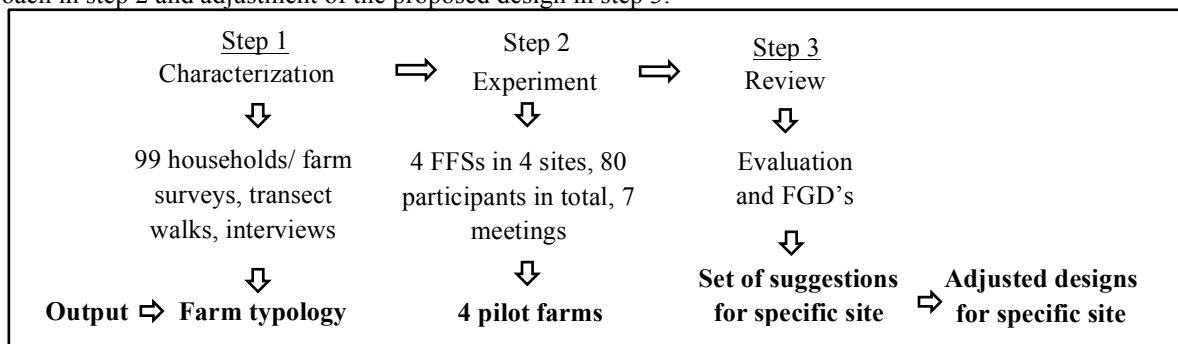 oach in step 2 and adjustment of the proposed design in step 3.
Step 1
Characterization
Step 2
Experiment
Step 3
Review
99 households/ farm
surveys, transect
walks, interviews
4 FFSs in 4 sites, 80
participants in total, 7
meetings
Evaluation
and FGD’s
Output
Farm typology
4 pilot farms
Set of suggestions
for specific site
Adjusted designs
for specific site